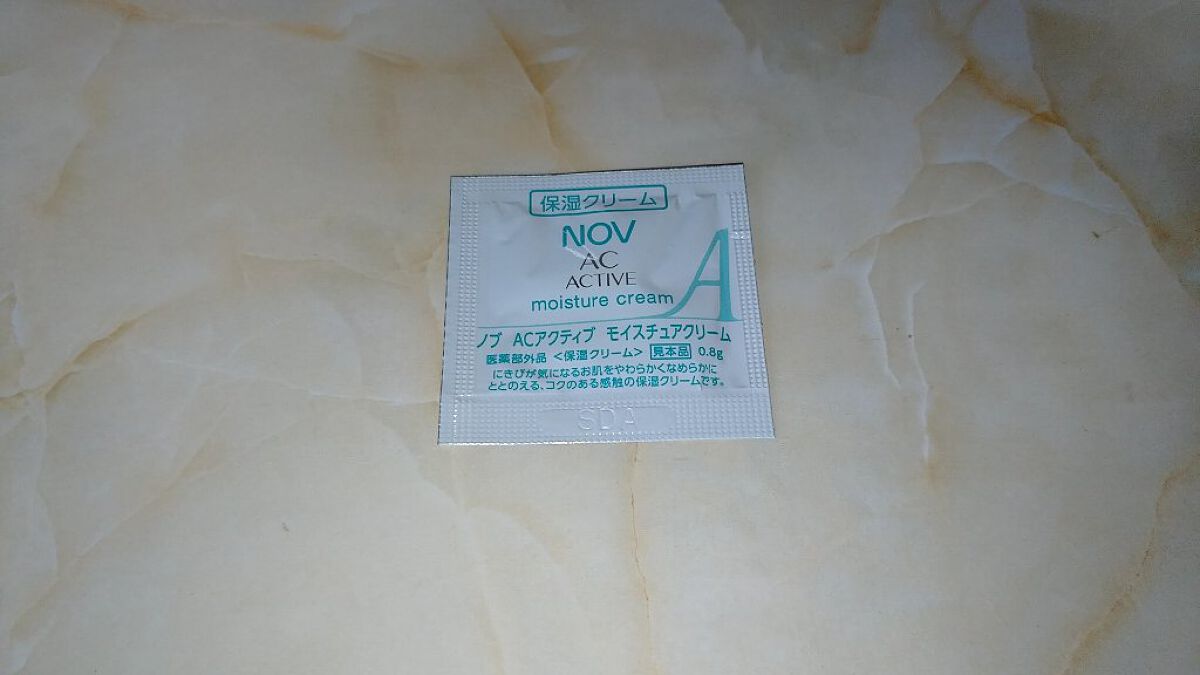 保湿クリーム
NOV
AC
ACTIVE
moisture cream
A
ノブ ACアクティブ モイスチュアクリーム
医薬部外品 <保湿クリーム> 見本品 0.8g
にきびが気になるお肌をやわらかくなめらかに
ととのえる、コクのある感触の保湿クリームです。
SDA